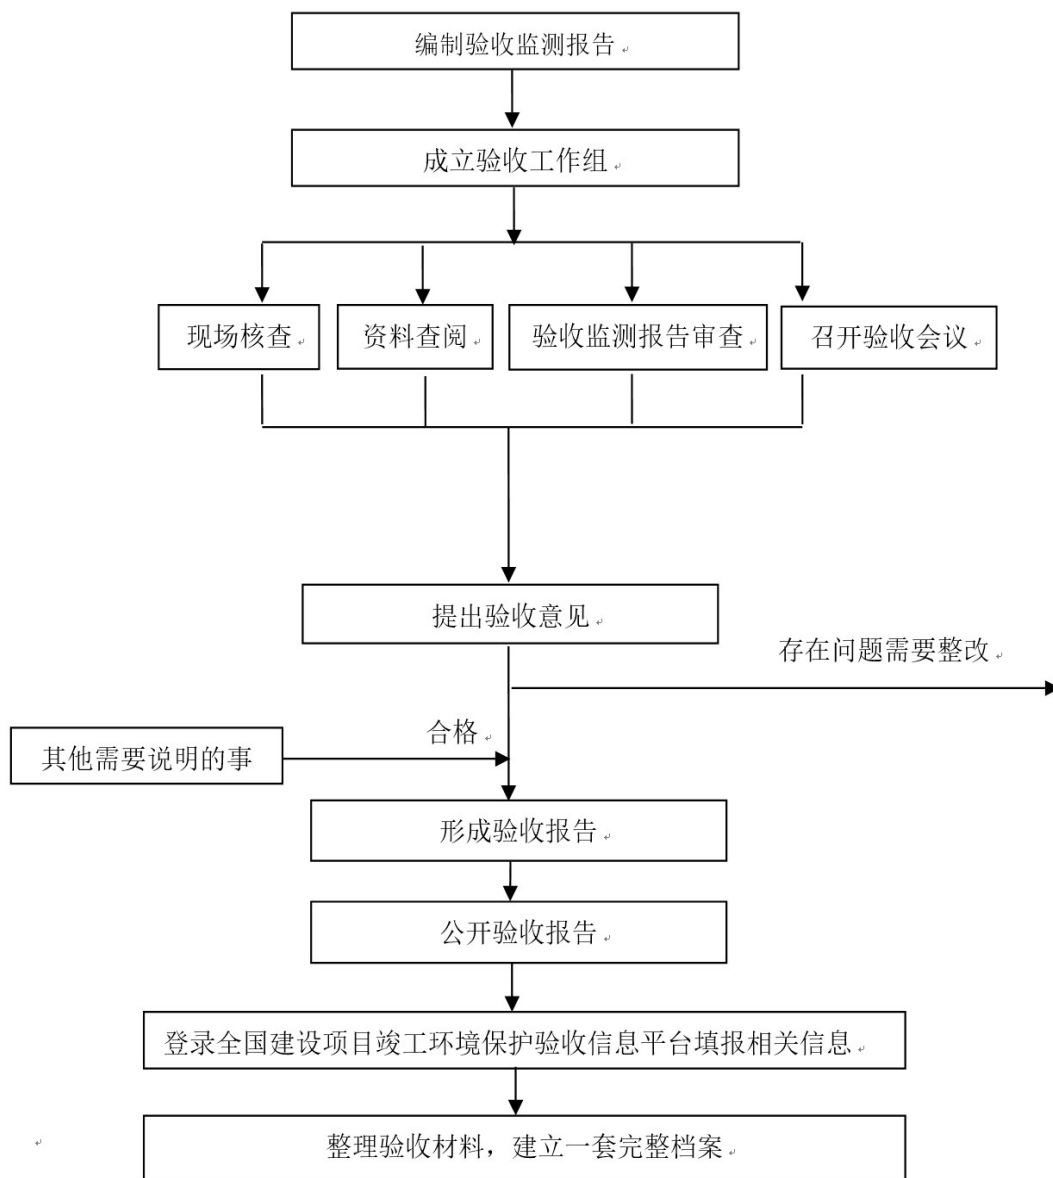 编制验收监测报告
成立验收工作组
现场核查
资料查阅
验收监测报告审查
召开验收会议
提出验收意见
存在问题需要整改
合格
其他需要说明的事
形成验收报告
公开验收报告
登录全国建设项目竣工环境保护验收信息平台填报相关信息
整理验收材料，建立一套完整档案